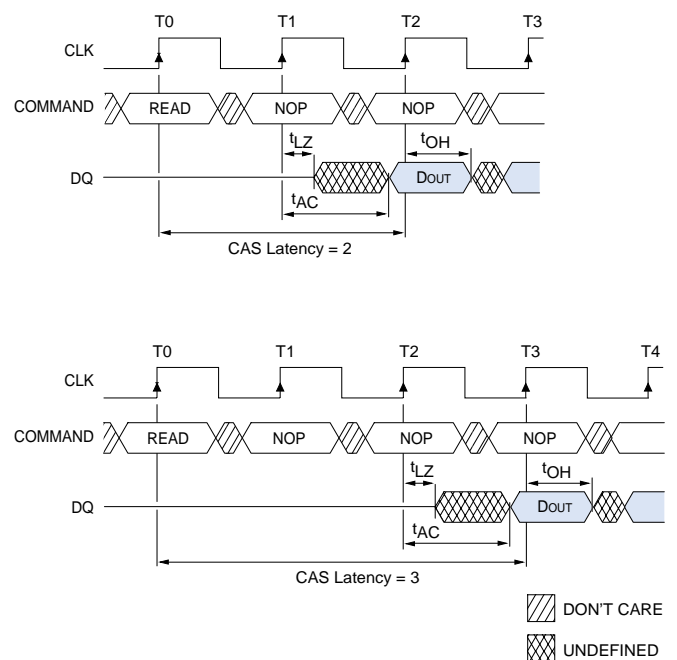 T0 T1 T2 T3
CLK
COMMAND READ NOP NOP
tLZ tOH
DQ DOUT
tAC
CAS Latency = 2
T0 T1 T2 T3 T4
CLK
COMMAND READ NOP NOP NOP
tLZ tOH
DQ DOUT
tAC
CAS Latency = 3
DON'T CARE
UNDEFINED